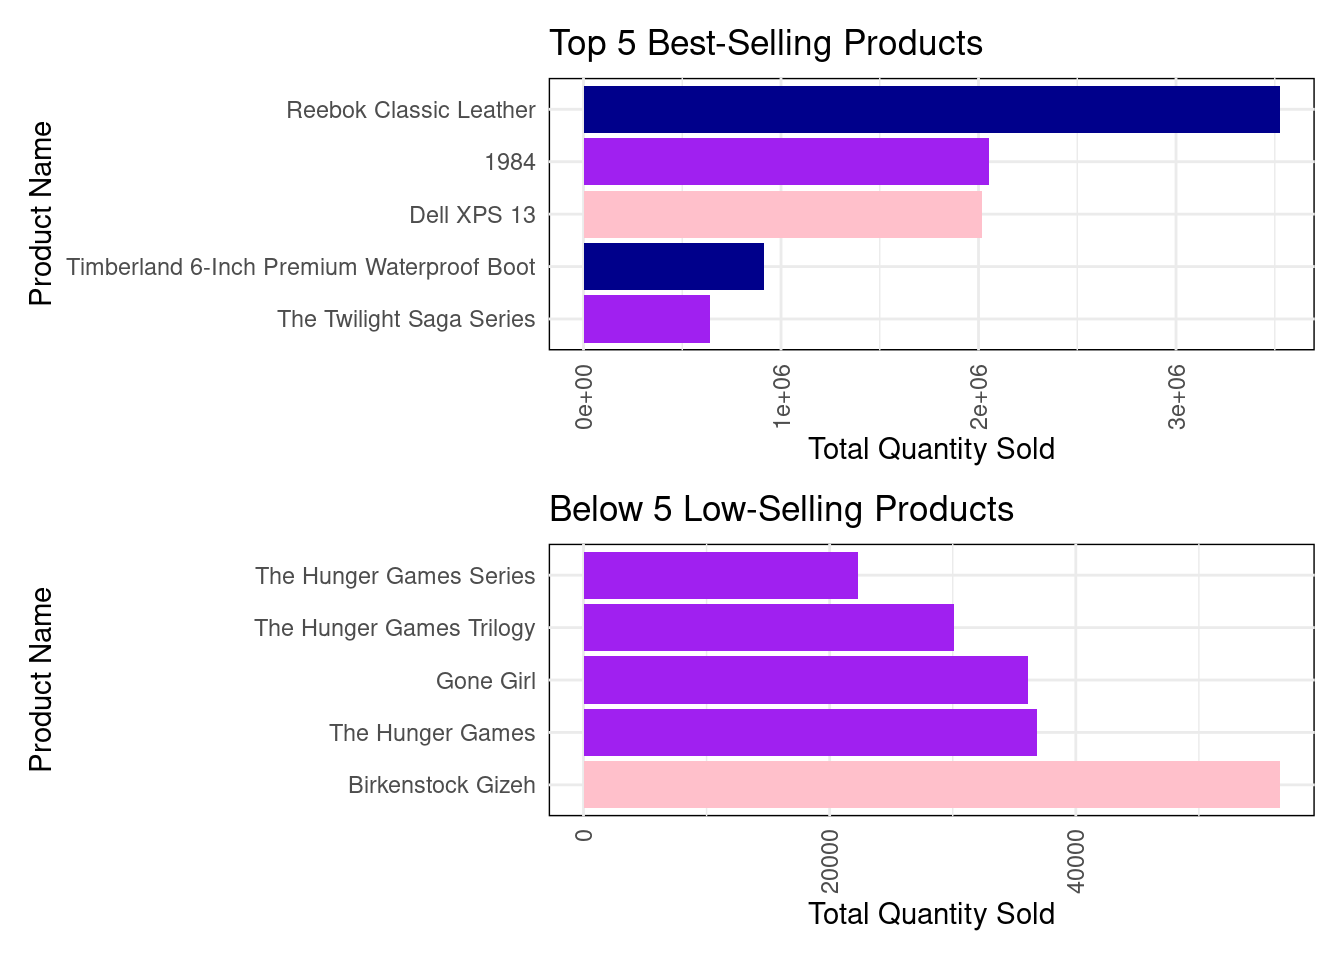 Top 5 Best-Selling Products
Product Name
Reebok Classic Leather
1984
Dell XPS 13
Timberland 6-Inch Premium Waterproof Boot
The Twilight Saga Series
0e+00
1e+06
2e+06
3e+06
Total Quantity Sold
Below 5 Low-Selling Products
Product Name
The Hunger Games Series
The Hunger Games Trilogy
Gone Girl
The Hunger Games
Birkenstock Gizeh
0
20000
40000
Total Quantity Sold